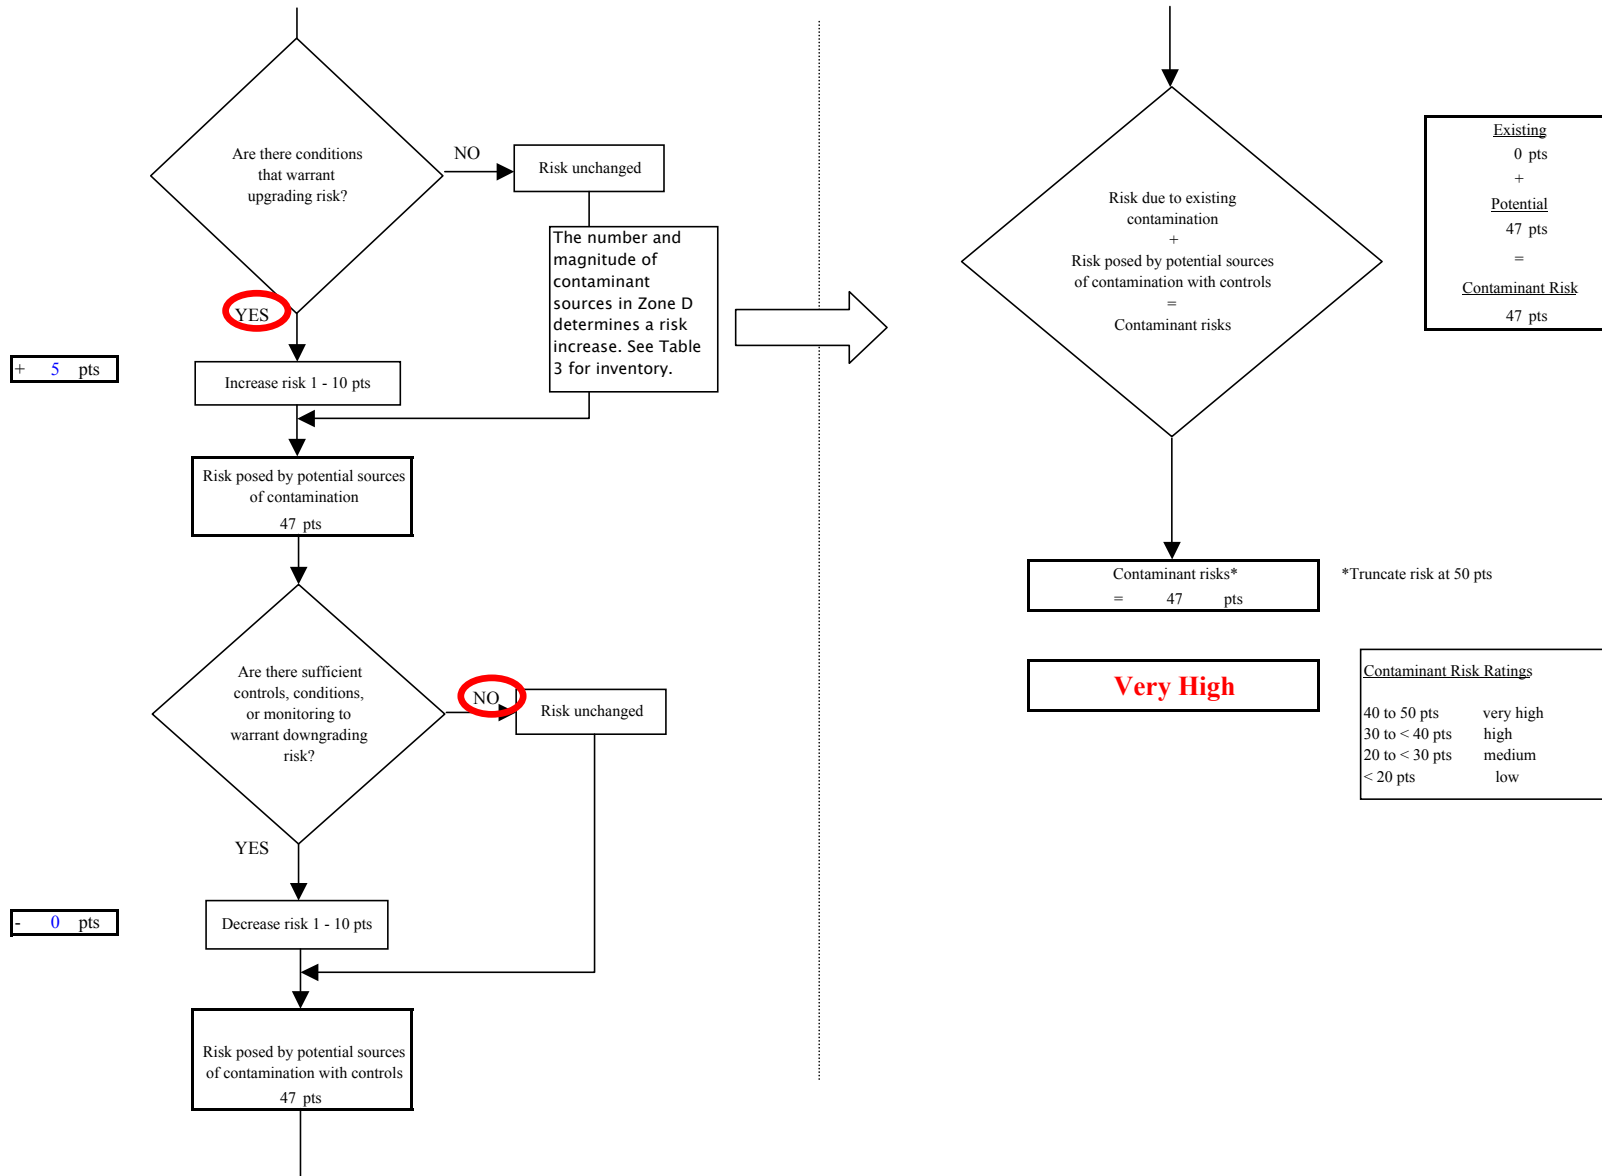 Are there conditions
that warrant
upgrading risk?
NO
Risk unchanged
The number and
magnitude of
contaminant
sources in Zone D
determines a risk
increase. See Table
3 for inventory.
YES
+ 5 pts
Increase risk 1 - 10 pts
Risk posed by potential sources
of contamination
47 pts
Are there sufficient
controls, conditions,
or monitoring to
warrant downgrading
risk?
NO
Risk unchanged
YES
- 0 pts
Decrease risk 1 - 10 pts
Risk posed by potential sources
of contamination with controls
47 pts
Risk due to existing
contamination
+
Risk posed by potential sources
of contamination with controls
=
Contaminant risks
Existing
0 pts
+
Potential
47 pts
=
Contaminant Risk
47 pts
Contaminant risks*
= 47 pts
*Truncate risk at 50 pts
Very High
Contaminant Risk Ratings
40 to 50 pts very high
30 to < 40 pts high
20 to < 30 pts medium
< 20 pts low